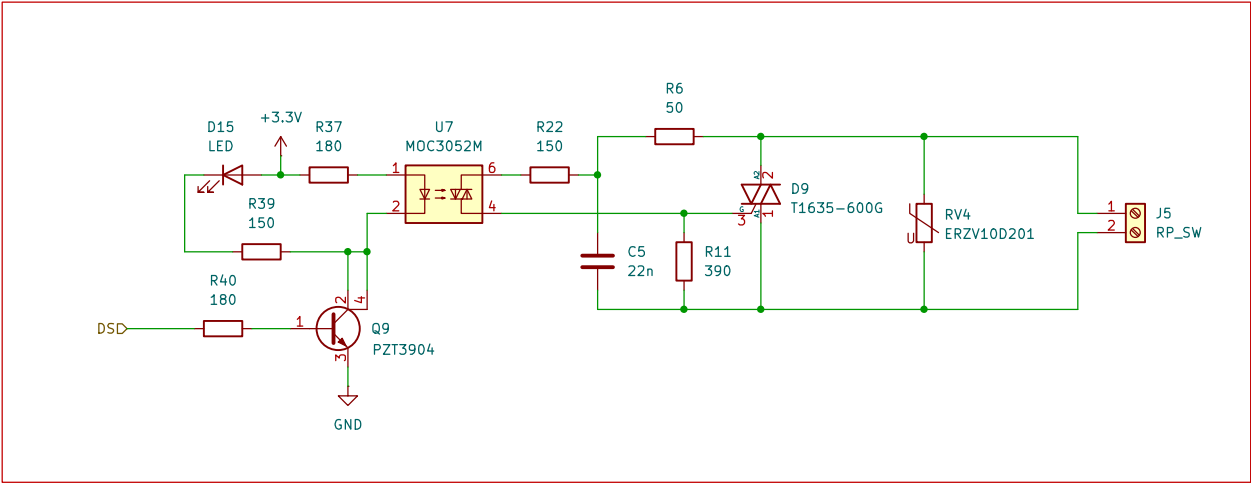 R6
50
+3.3V
D15
LED
R37
180
U7
MOC3052M
R22
150
1
6
2
4
A2
2
D9
T1635-600G
G
3
A1
1
R39
150
RV4
ERZV10D201
U
1
2
J5
RP_SW
C5
22n
R11
390
R40
180
2
4
DS
1
Q9
PZT3904
3
GND